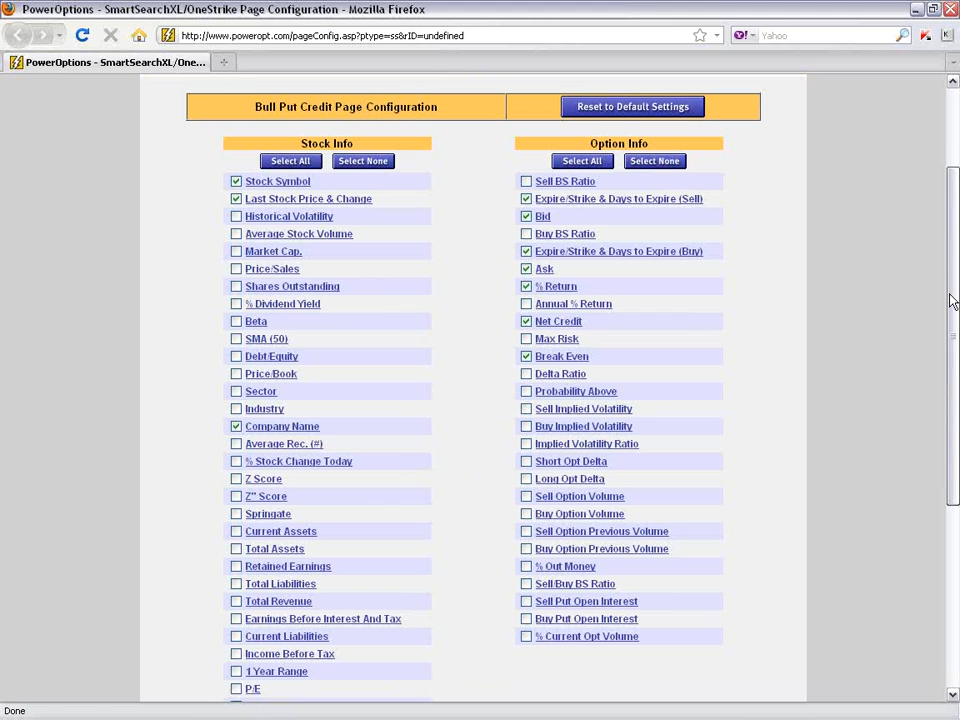 PowerOptions - SmartSearchXL/OneStrike Page Configuration - Mozilla Firefox
http://www.poweropt.com/pageConfig.asp?ptype=ss&rID=undefined
Yahoo
PowerOptions - SmartSearchXL/One...
Bull Put Credit Page Configuration
Reset to Default Settings
Stock Info
Select All
Select None
Stock Symbol
Last Stock Price & Change
Historical Volatility
Average Stock Volume
Market Cap.
Price/Sales
Shares Outstanding
% Dividend Yield
Beta
SMA (50)
Debt/Equity
Price/Book
Sector
Industry
Company Name
Average Rec. (#)
% Stock Change Today
Z Score
Z" Score
Springate
Current Assets
Total Assets
Retained Earnings
Total Liabilities
Total Revenue
Earnings Before Interest And Tax
Current Liabilities
Income Before Tax
1 Year Range
P/E
Option Info
Select All
Select None
Sell BS Ratio
Expire/Strike & Days to Expire (Sell)
Bid
Buy BS Ratio
Expire/Strike & Days to Expire (Buy)
Ask
% Return
Annual % Return
Net Credit
Max Risk
Break Even
Delta Ratio
Probability Above
Sell Implied Volatility
Buy Implied Volatility
Implied Volatility Ratio
Short Opt Delta
Long Opt Delta
Sell Option Volume
Buy Option Volume
Sell Option Previous Volume
Buy Option Previous Volume
% Out Money
Sell/Buy BS Ratio
Sell Put Open Interest
Buy Put Open Interest
% Current Opt Volume
Done